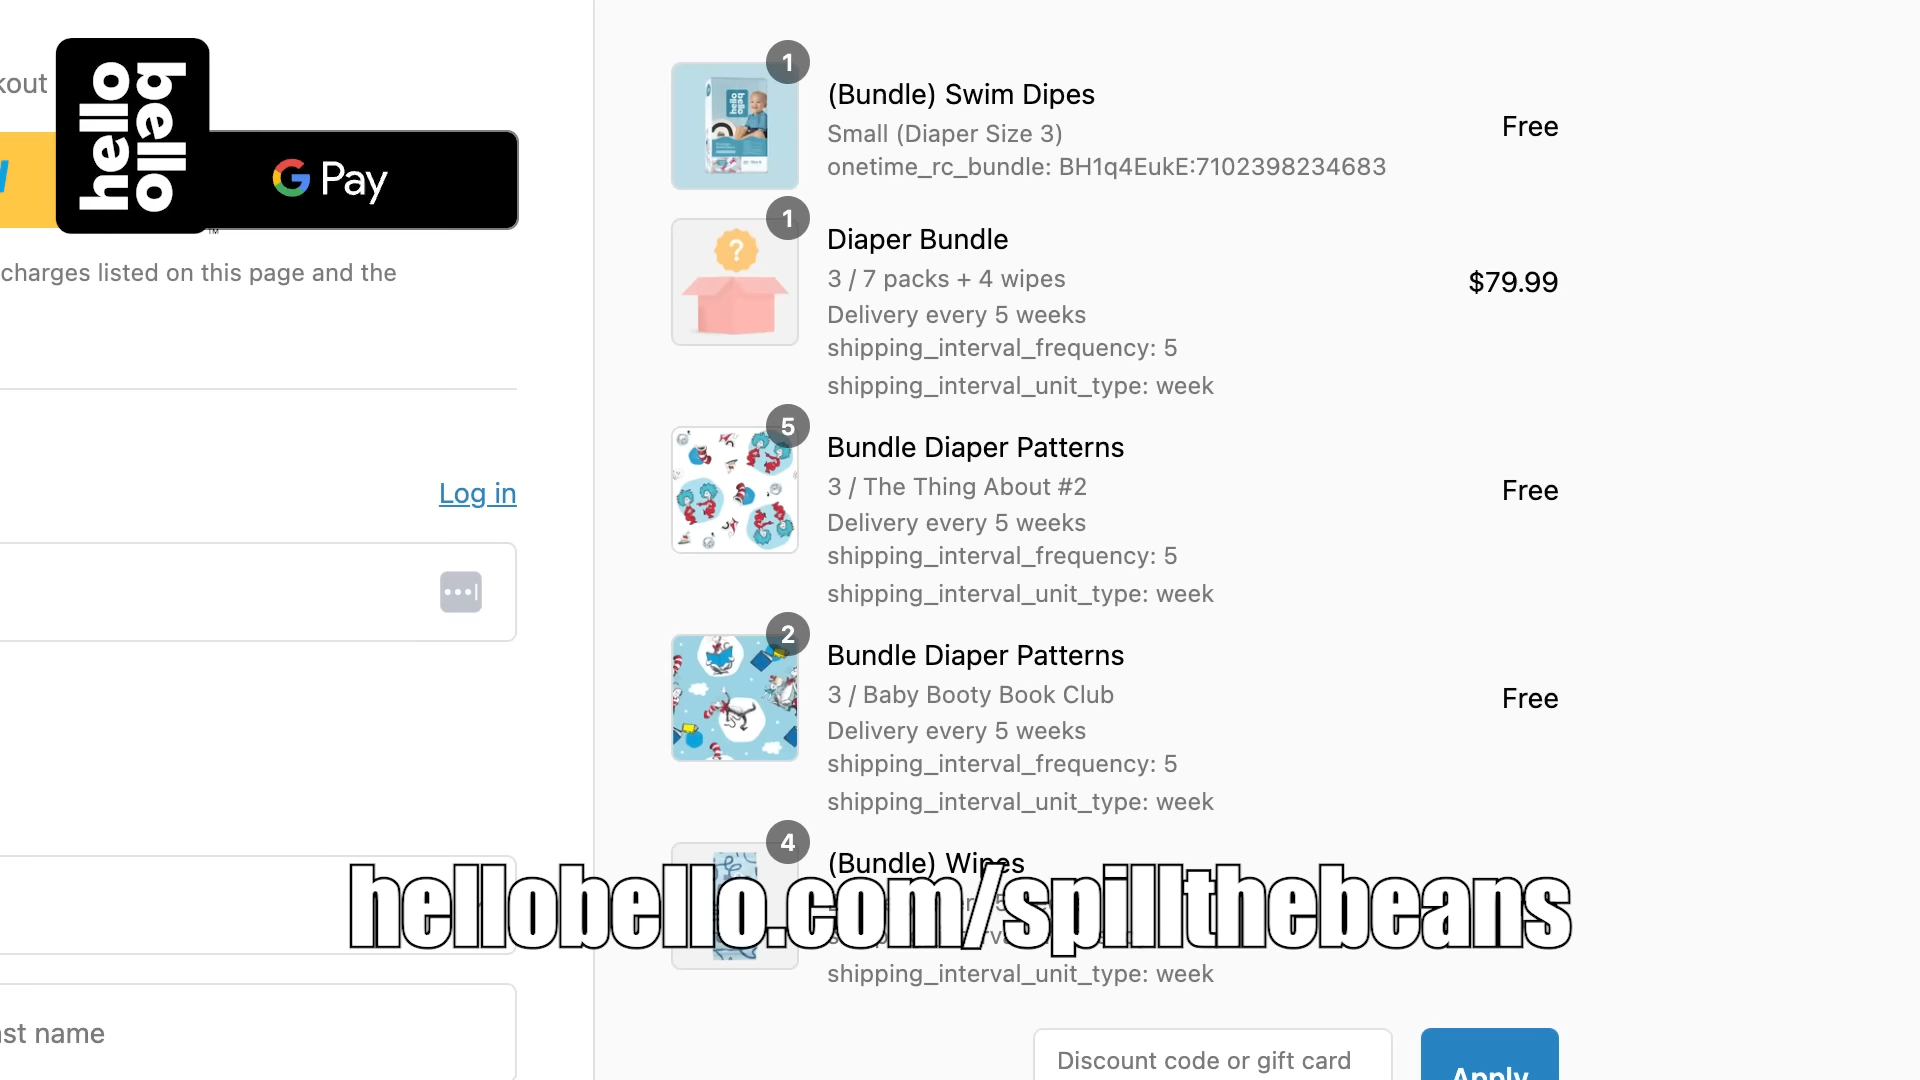 kout
hello
bello
TM
G Pay
charges listed on this page and the
Log in
ast name
1
(Bundle) Swim Dipes
Small (Diaper Size 3)
onetime_rc_bundle: BH1q4EukE:7102398234683
Free
1
Diaper Bundle
3 / 7 packs + 4 wipes
Delivery every 5 weeks
shipping_interval_frequency: 5
shipping_interval_unit_type: week
$79.99
5
Bundle Diaper Patterns
3 / The Thing About #2
Delivery every 5 weeks
shipping_interval_frequency: 5
shipping_interval_unit_type: week
Free
2
Bundle Diaper Patterns
3 / Baby Booty Book Club
Delivery every 5 weeks
shipping_interval_frequency: 5
shipping_interval_unit_type: week
Free
4
(Bundle) Wipes
hellobello.com/spillthebeans
shipping_interval_unit_type: week
Discount code or gift card
Apply